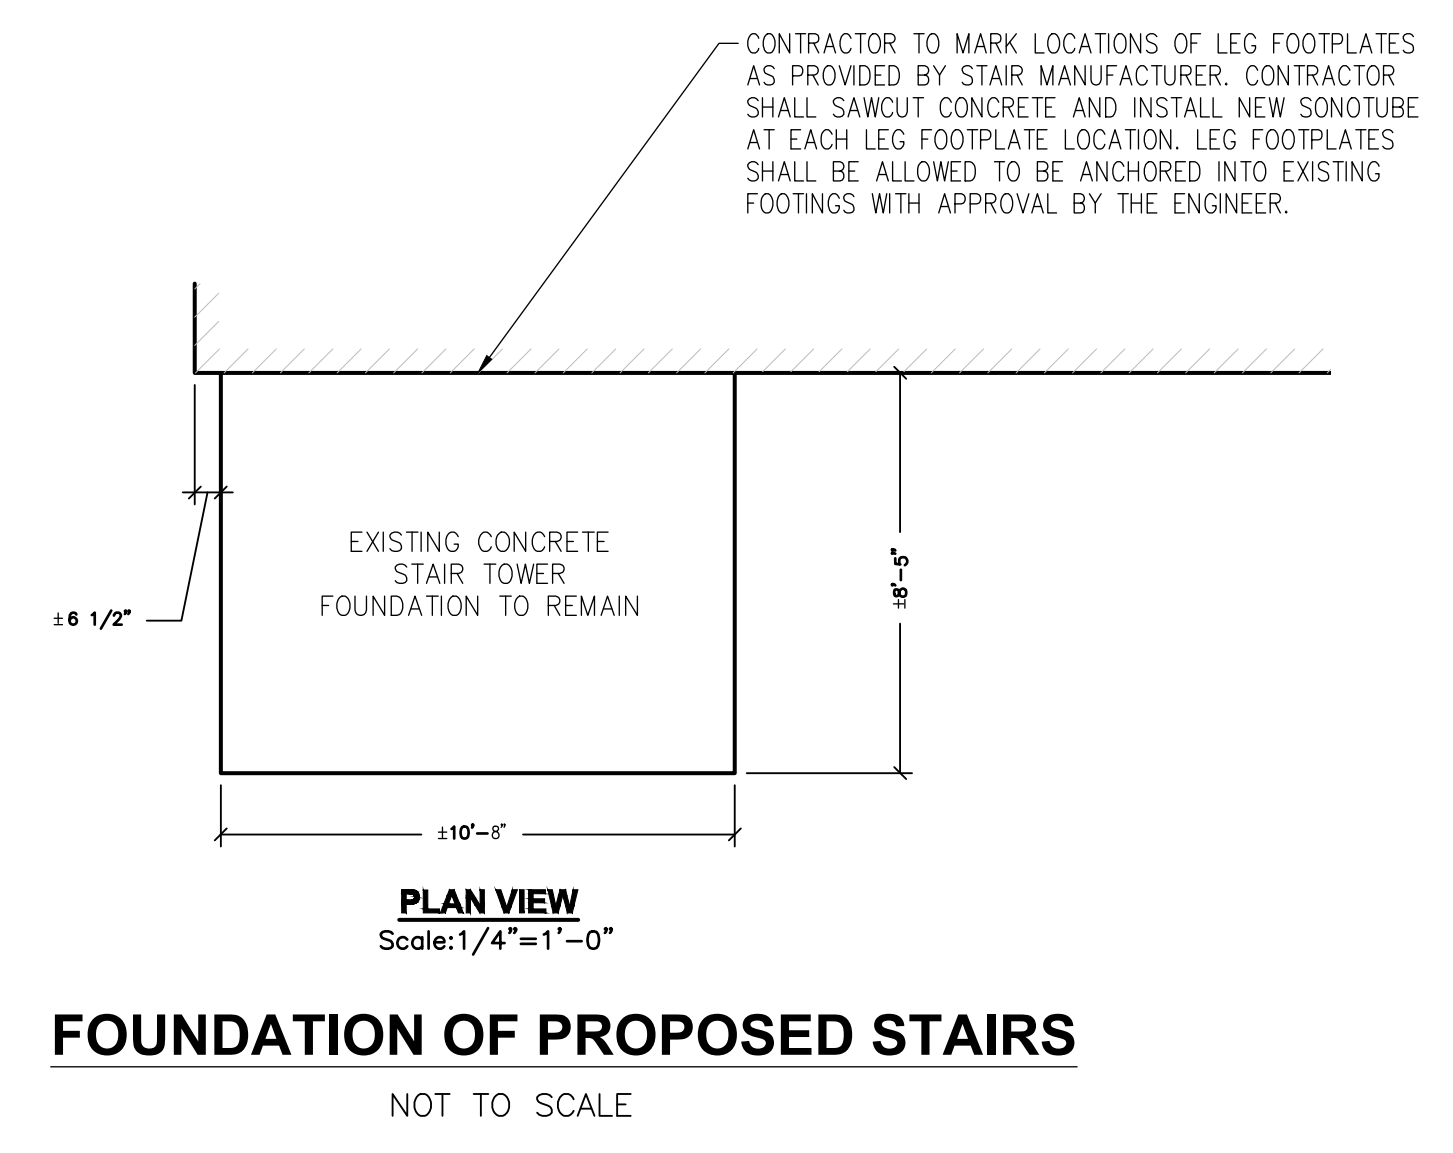 CONTRACTOR TO MARK LOCATIONS OF LEG FOOTPLATES
AS PROVIDED BY STAIR MANUFACTURER. CONTRACTOR
SHALL SAWCUT CONCRETE AND INSTALL NEW SONOTUBE
AT EACH LEG FOOTPLATE LOCATION. LEG FOOTPLATES
SHALL BE ALLOWED TO BE ANCHORED INTO EXISTING
FOOTINGS WITH APPROVAL BY THE ENGINEER.
EXISTING CONCRETE
STAIR TOWER
FOUNDATION TO REMAIN
±6 1/2"
±8'-5"
±10'-8"
PLAN VIEW
Scale:1/4"=1'-0"
FOUNDATION OF PROPOSED STAIRS
NOT TO SCALE